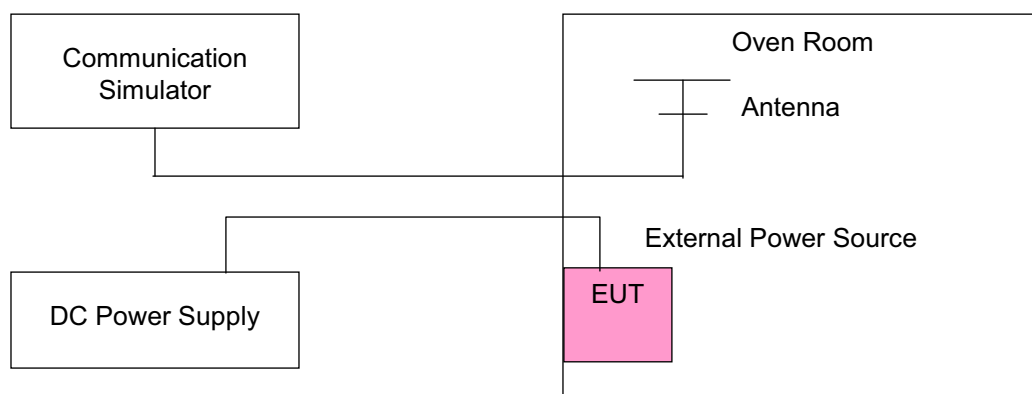 Communication
Simulator
Oven Room
Antenna
External Power Source
DC Power Supply
EUT